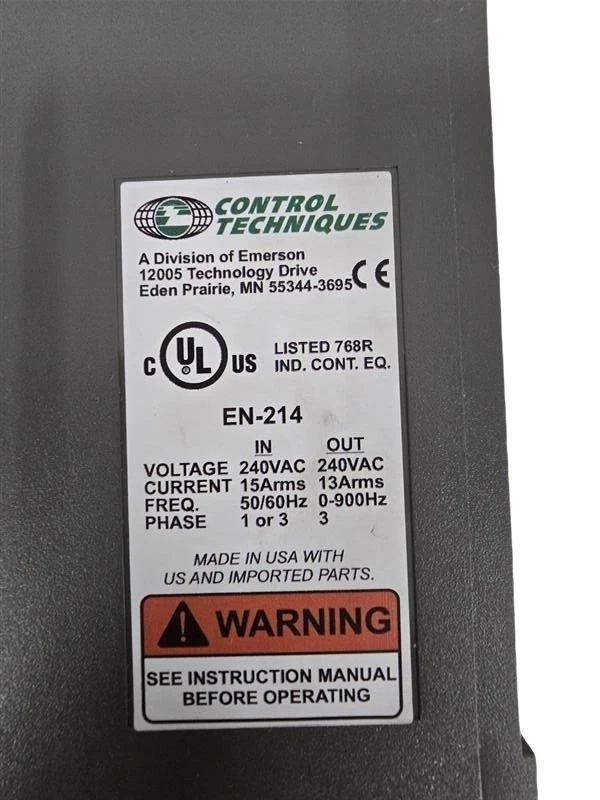 CONTROL
TECHNIQUES
A Division of Emerson
12005 Technology Drive
Eden Prairie, MN 55344-3695 CE
C UL US LISTED 768R
IND. CONT. EQ.
EN-214
IN OUT
VOLTAGE 240VAC 240VAC
CURRENT 15Arms 13Arms
FREQ. 50/60Hz 0-900Hz
PHASE 1 or 3 3
MADE IN USA WITH
US AND IMPORTED PARTS.
WARNING
SEE INSTRUCTION MANUAL
BEFORE OPERATING